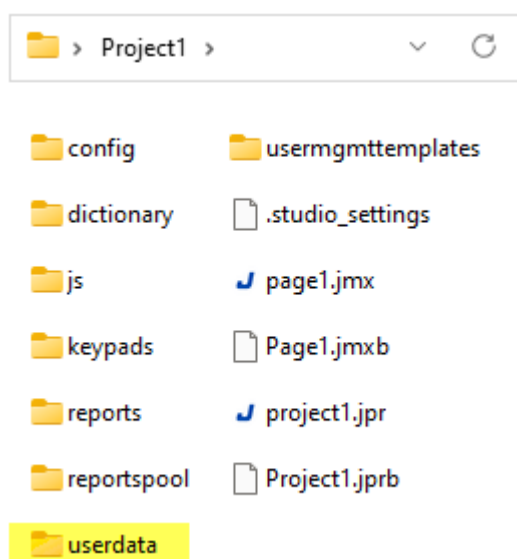 Project1
config
dictionary
js
keypads
reports
reportspool
userdata
usermgmttemplates
.studio_settings
page1.jmx
Page1.jmxb
project1.jpr
Project1.jprb